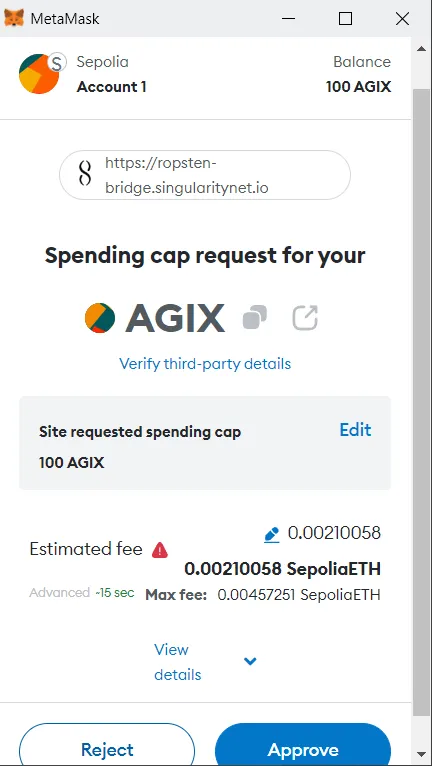 MetaMask
Sepolia
Balance
S
Account 1
100 AGIX
https://ropsten-
bridge.singularitynet.io
Spending cap request for your
AGIX
Verify third-party details
Site requested spending cap
Edit
100 AGIX
0.00210058
Estimated fee
0.00210058 SepoliaETH
Advanced ~15 sec Max fee: 0.00457251 SepoliaETH
View
details
Reject
Approve